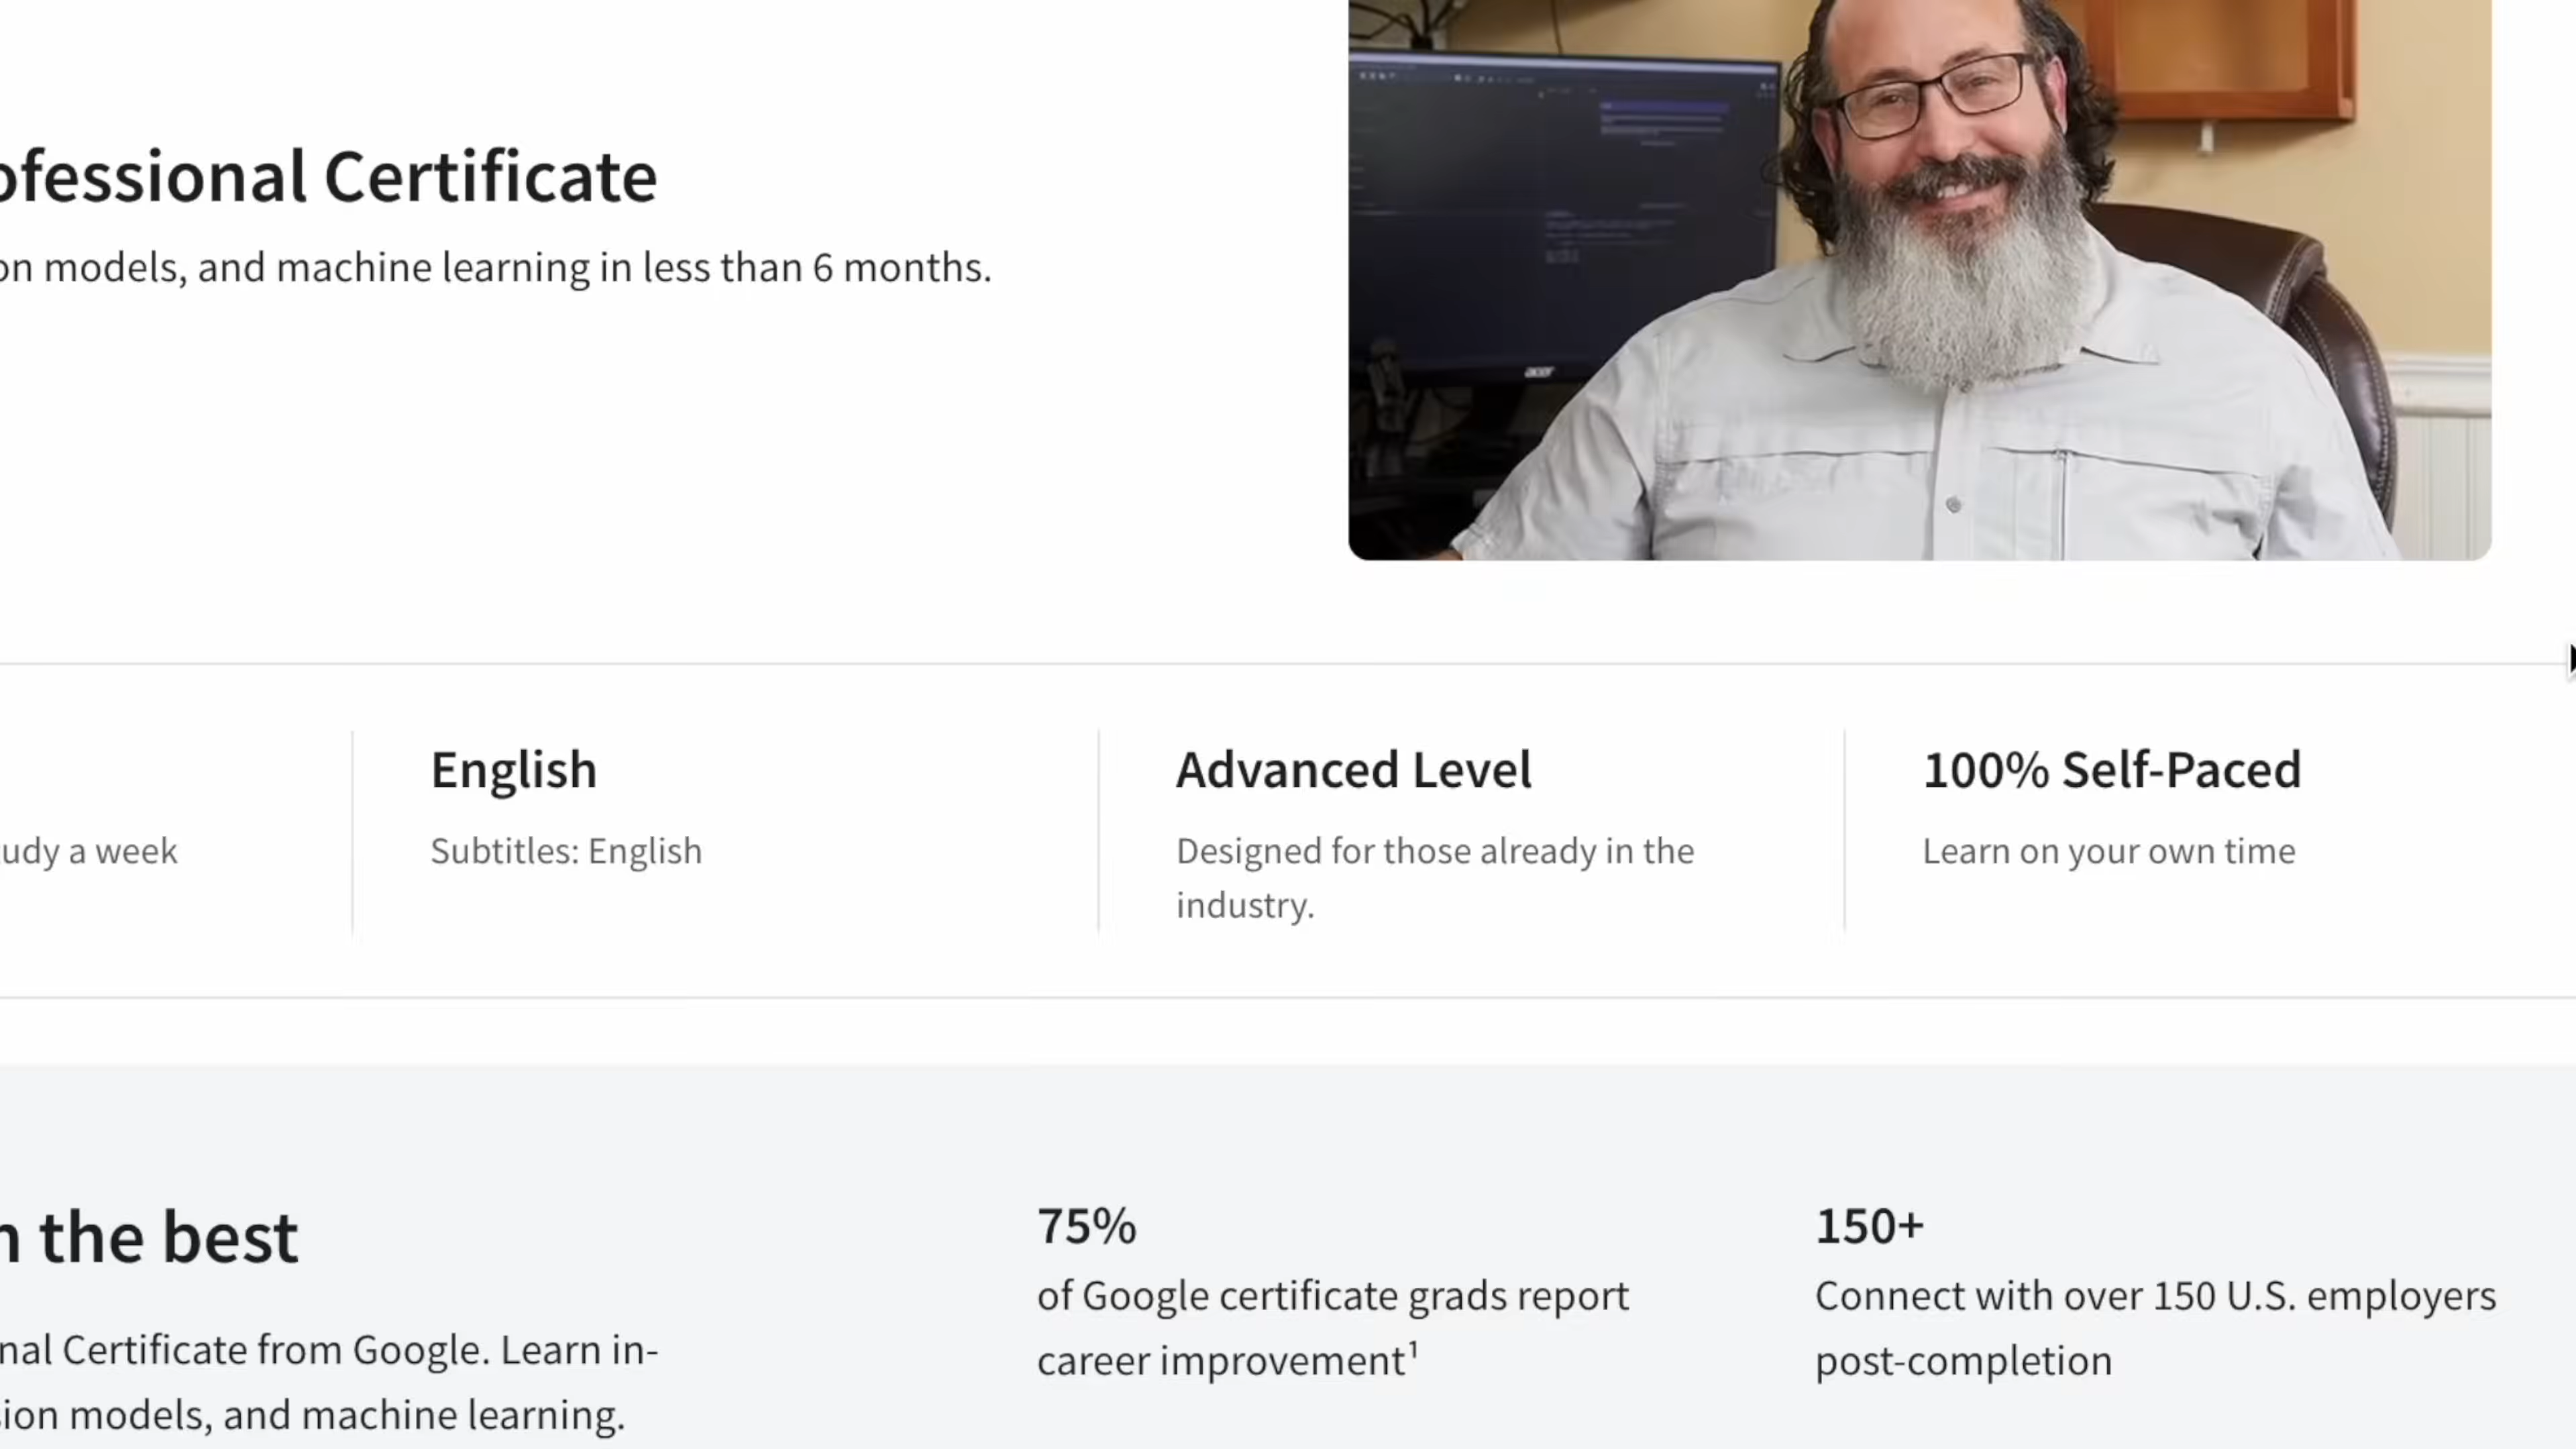 ofessional Certificate
on models, and machine learning in less than 6 months.
acer
udy a week
English
Subtitles: English
Advanced Level
Designed for those already in the
industry.
100% Self-Paced
Learn on your own time
n the best
nal Certificate from Google. Learn in-
ion models, and machine learning.
75%
of Google certificate grads report
career improvement¹
150+
Connect with over 150 U.S. employers
post-completion